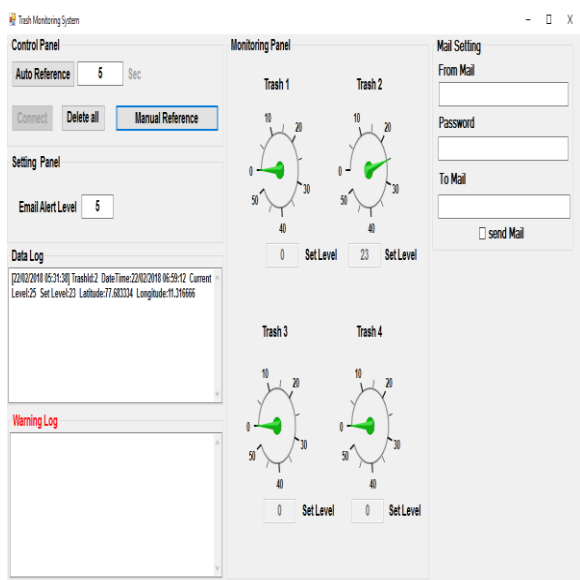 Trash Monitoring System
Control Panel
Auto Reference 5 Sec
Connect Delete all Manual Reference
Setting Panel
Email Alert Level 5
Data Log
[22/02/2018 05:31:38] TrashId:2 DateTime:22/02/2018 06:59:12 Current
Level:25 Set Level:23 Latitude:77.683334 Longitude:11.316666
Warning Log
Monitoring Panel
Trash 1
0 10 20 30 40 50
0 Set Level
Trash 2
0 10 20 30 40 50
23 Set Level
Trash 3
0 10 20 30 40 50
0 Set Level
Trash 4
0 10 20 30 40 50
0 Set Level
Mail Setting
From Mail
Password
To Mail
send Mail